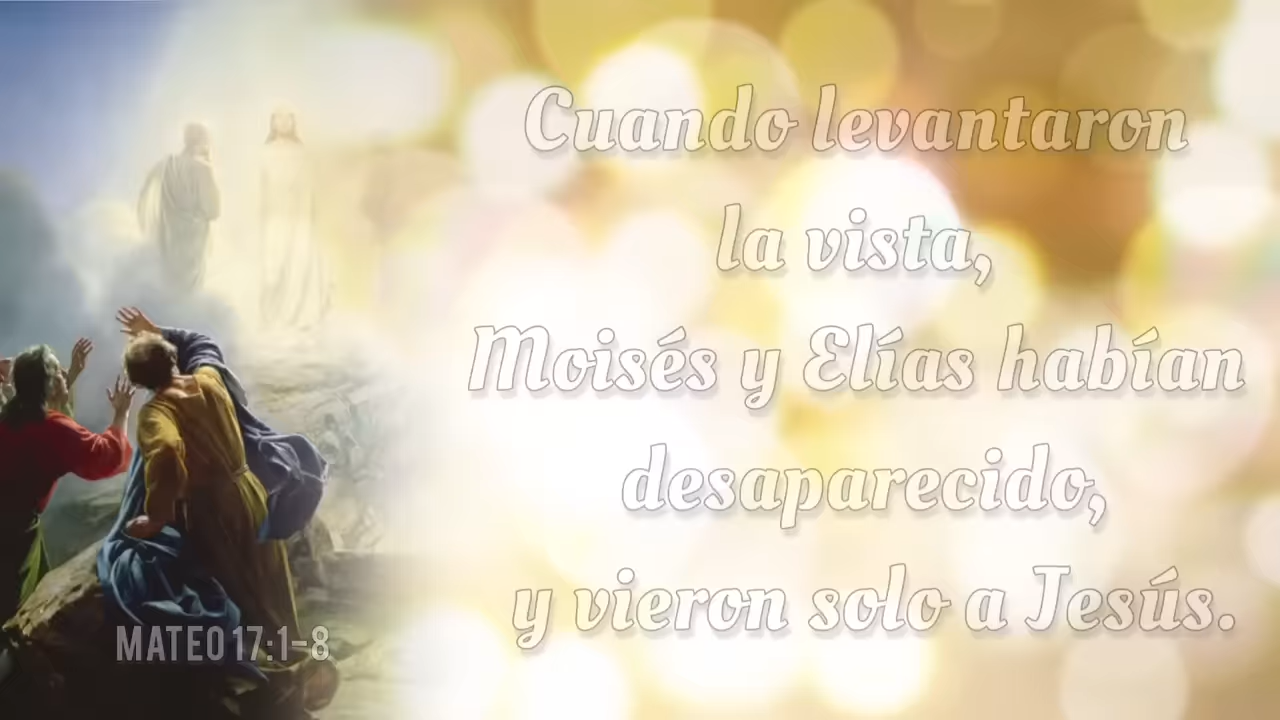 Cuando levantaron
la vista,
Moisés y Elías habían
desaparecido,
y vieron solo a Jesús.
MATEO 17:1-8